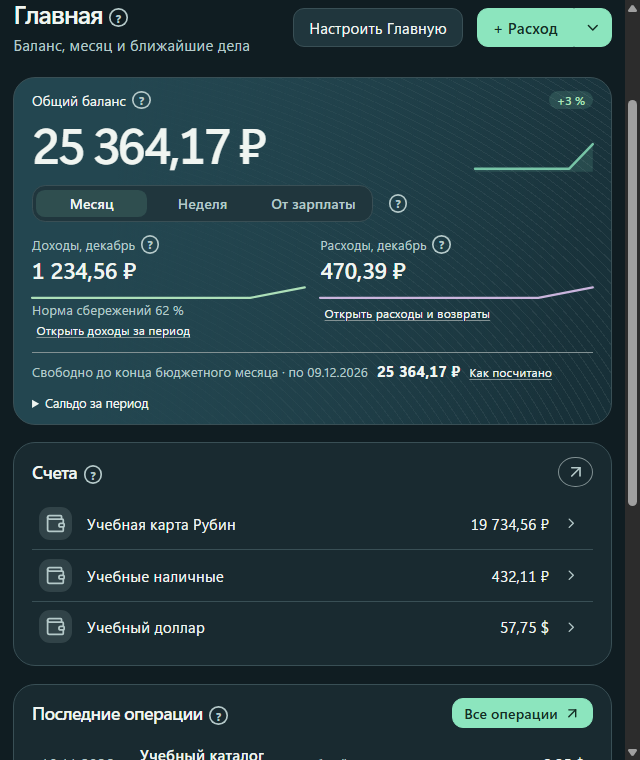 Главная ?
Баланс, месяц и ближайшие дела
Настроить Главную
+ Расход
Общий баланс ?
+3 %
25 364,17 ₽
Месяц Неделя От зарплаты ?
Доходы, декабрь ?
1 234,56 ₽
Норма сбережений 62 %
Открыть доходы за период
Расходы, декабрь ?
470,39 ₽
Открыть расходы и возвраты
Свободно до конца бюджетного месяца · по 09.12.2026 25 364,17 ₽ Как посчитано
Сальдо за период
Счета ?
Учебная карта Рубин 19 734,56 ₽
Учебные наличные 432,11 ₽
Учебный доллар 57,75 $
Последние операции ?
Все операции
Учебный каталог